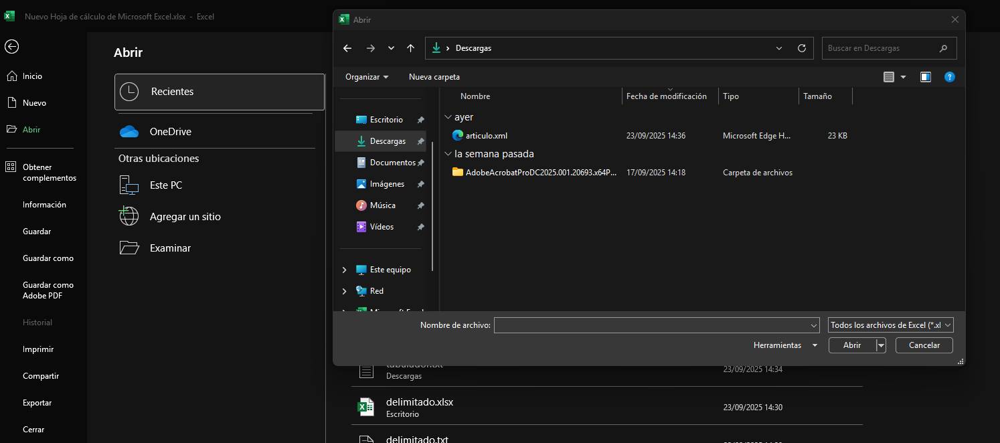 Nuevo Hoja de cálculo de Microsoft Excel.xlsx - Excel
Inicio
Nuevo
Abrir
Obtener
complementos
Información
Guardar
Guardar como
Guardar como
Adobe PDF
Historial
Imprimir
Compartir
Exportar
Cerrar
Abrir
Recientes
OneDrive
Otras ubicaciones
Este PC
Agregar un sitio
Examinar
Abrir
Descargas
Buscar en Descargas
Organizar
Nueva carpeta
Escritorio
Descargas
Documentos
Imágenes
Música
Vídeos
Este equipo
Red
Microsoft Excel
Nombre Fecha de modificación Tipo Tamaño
ayer
articulo.xml 23/09/2025 14:36 Microsoft Edge H... 23 KB
la semana pasada
AdobeAcrobatProDC2025.001.20693.x64P... 17/09/2025 14:18 Carpeta de archivos
Nombre de archivo:
Todos los archivos de Excel (*.xl
Herramientas
Abrir
Cancelar
tabulador.txt 23/09/2025 14:34
Descargas
delimitado.xlsx 23/09/2025 14:30
Escritorio
delimitado.txt